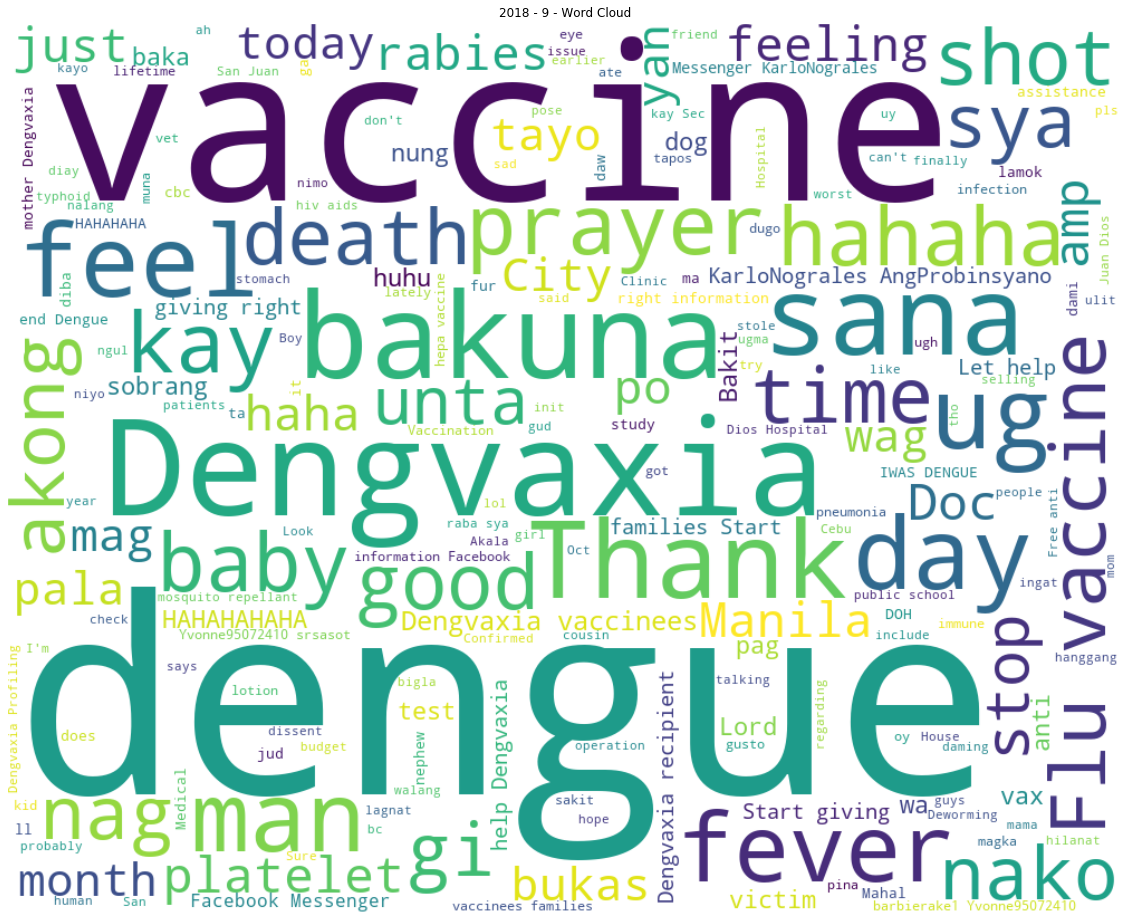 2018 - 9 - Word Cloud
just
baka
ah
today
rabies
eye
issue
earlier
yan
friend
feeling
shot
kayo
lifetime
San Juan
ate
Messenger KarloNograles
assistance
pls
vaccine
mother Dengvaxia
vet
don't
nung
tayo
sad
daw
kay Sec
dog
tapos
Hospital
uy
can't
finally
sya
lamok
diay
typhoid
nalang
muna
cbc
nimo
hiv aids
worst
infection
HAHAHAHA
feel
death
prayer
dugo
hahaha
amp
Juan Dios
diba
stomach
huhu
lately
fur
City
said
Clinic
right information
ma
KarloNograles AngProbinsyano
dami
ulit
giving right
end Dengue
ngul
kay
Boy
bakuna
hepa vaccine
stole
ugma
try
Bakit
sana
ugh
like
Let help
selling
akong
niyo
sobrang
patients
ta
haha
it
unta
Vaccination
init
gud
po
study
Dios Hospital
time
wag
tho
ug
Flu vaccine
year
Dengvaxia
lol
got
IWAS DENGUE
Doc
people
pneumonia
Free anti
mom
mag
Look
raba sya
Akala
girl
Oct
families Start
Cebu
baby
information Facebook
Thank
day
ingat
pala
mosquito repellant
good
public school
check
HAHAHAHAHA
Yvonne95072410 srsasot
Dengvaxia vaccinees
Confirmed
cousin
Manila
DOH
include
immune
pag
stop
hanggang
I'm
Dengvaxia Profiling
dengue
says
lotion
bigla
talking
does
dissent
test
Lord
gusto
regarding
oy
House
daming
anti
jud
budget
nephew
help Dengvaxia
operation
Dengvaxia recipient
kid
nag
Medical
man
walang
lagnat
bc
gi
sakit
hope
fever
Start giving
wa
guys
Deworming
vax
mama
magka
hilanat
ll
probably
month
platelet
Sure
bukas
victim
pina
Mahal
nako
human
San
Facebook Messenger
vaccinees families
barbierake1 Yvonne95072410